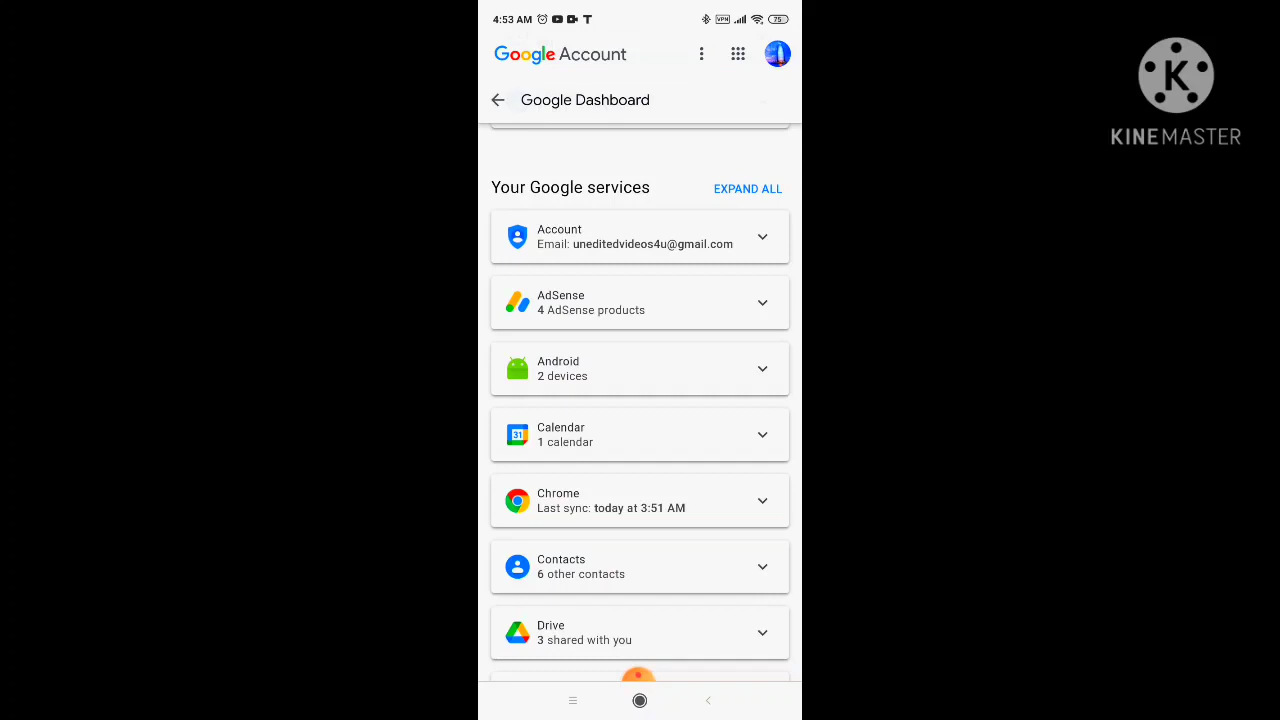 4:53 AM T VPN 75
Google Account
Google Dashboard
Your Google services
EXPAND ALL
Account
Email: uneditedvideos4u@gmail.com
AdSense
4 AdSense products
Android
2 devices
31
Calendar
1 calendar
Chrome
Last sync: today at 3:51 AM
Contacts
6 other contacts
Drive
3 shared with you
K
KINEMASTER